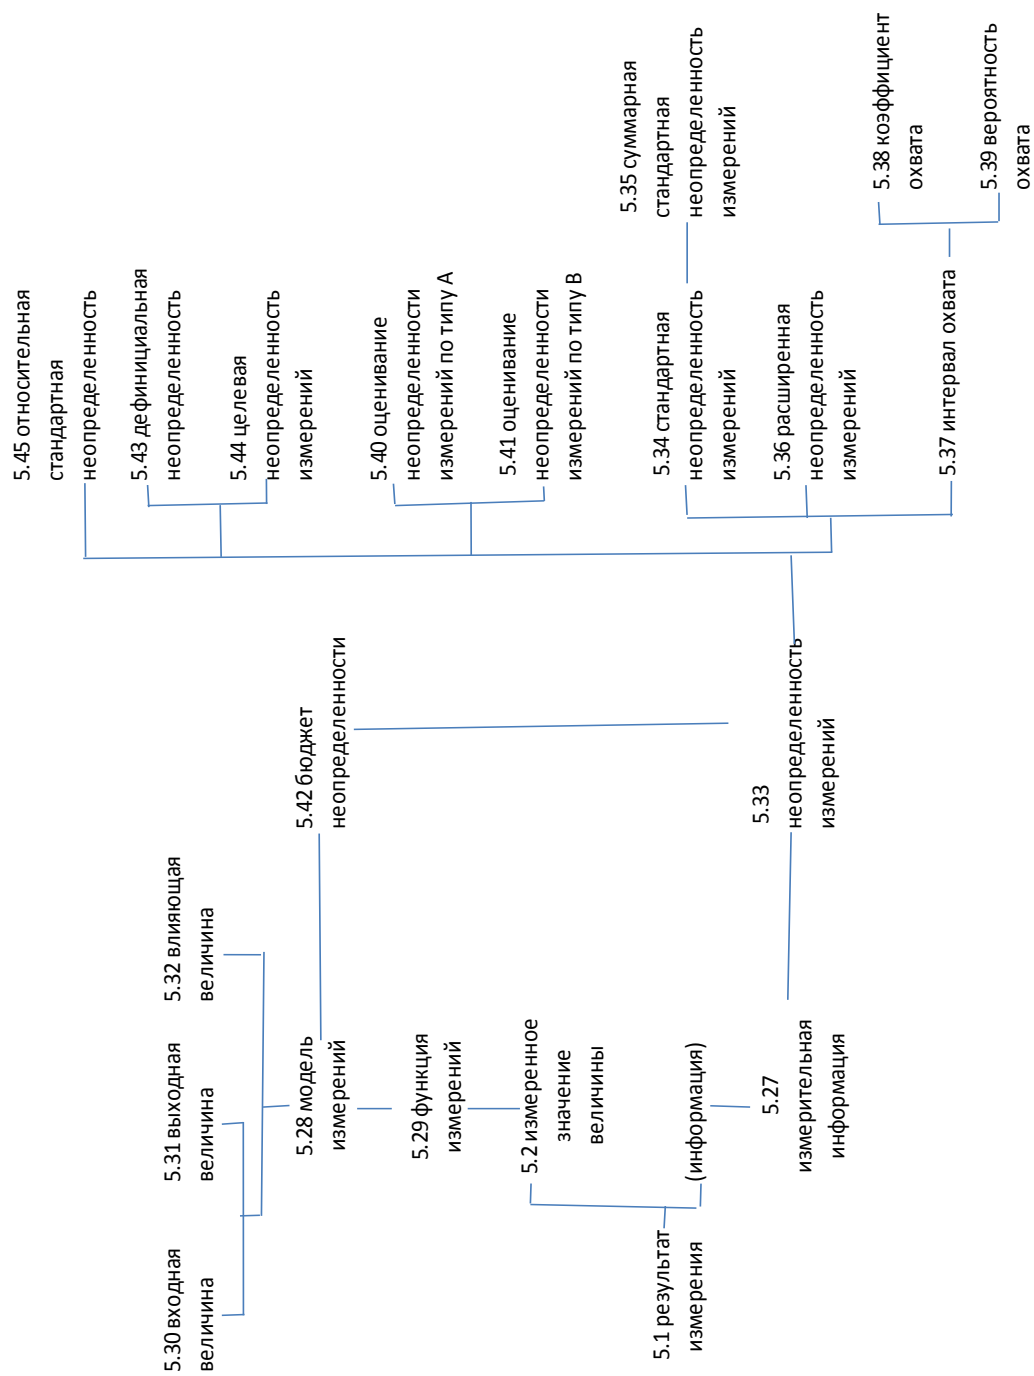 5.30 входная
величина
5.31 выходная
величина
5.32 влияющая
величина
5.28 модель
измерений
5.29 функция
измерений
5.2 измеренное
значение
величины
5.1 результат
измерения
(информация)
5.27
измерительная
информация
5.42 бюджет
неопределенности
5.33
неопределенность
измерений
5.45 относительная
стандартная
неопределенность
5.43 дефинициальная
неопределенность
5.44 целевая
неопределенность
измерений
5.40 оценивание
неопределенности
измерений по типу А
5.41 оценивание
неопределенности
измерений по типу В
5.34 стандартная
неопределенность
измерений
5.35 суммарная
стандартная
неопределенность
измерений
5.36 расширенная
неопределенность
измерений
5.37 интервал охвата
5.38 коэффициент
охвата
5.39 вероятность
охвата